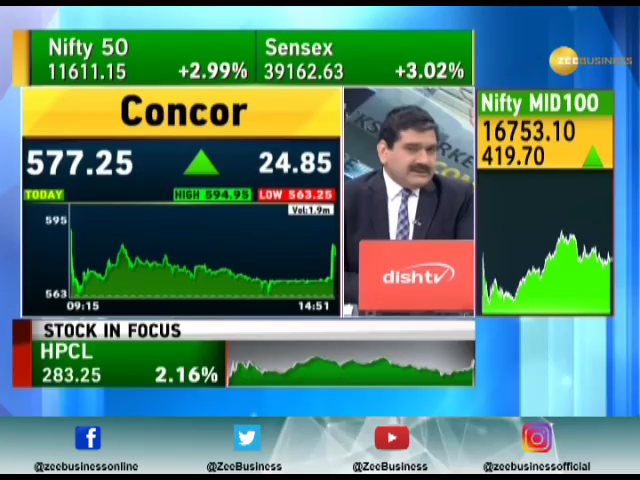 Nifty 50
11611.15 +2.99%
Sensex
39162.63 +3.02%
ZEEBUSINESS
Concor
577.25 24.85
TODAY HIGH 594.95 LOW 563.25
Vol:1.9m
595
563
09:15 14:51
dishtv
Nifty MID100
16753.10
419.70
STOCK IN FOCUS
HPCL
283.25 2.16%
@zeebusinessonline
@ZeeBusiness
@ZeeBusiness
@zeebusinessofficial